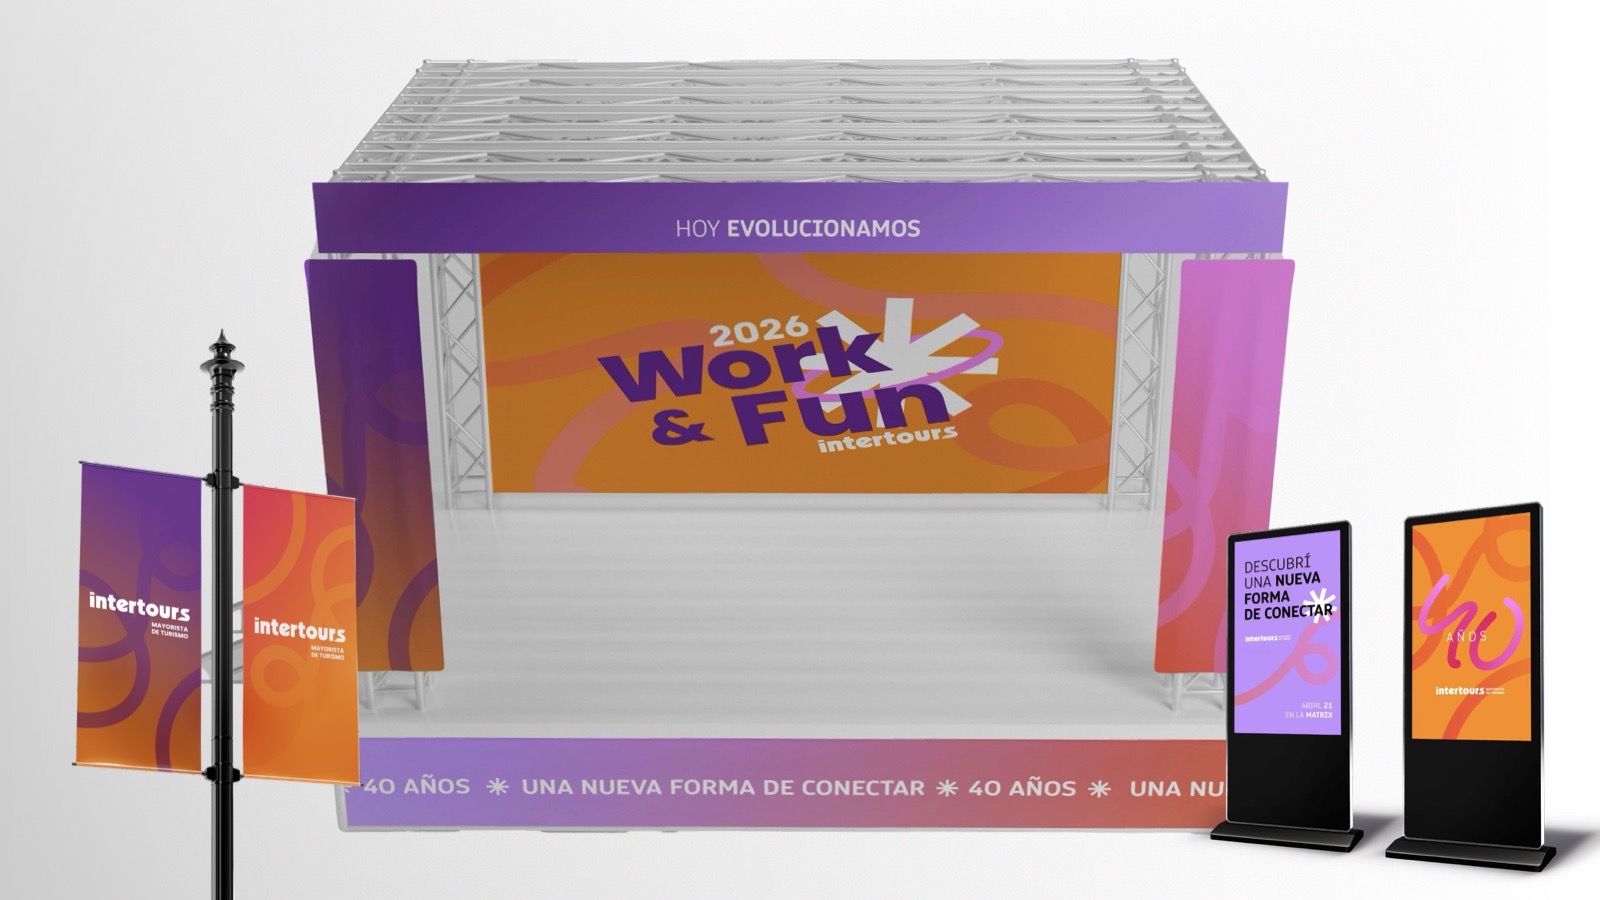 HOY EVOLUCIONAMOS
2026
Work
& Fun
intertours
intertours
MAYORISTA
DE TURISMO
intertours
MAYORISTA
DE TURISMO
40 AÑOS ✳ UNA NUEVA FORMA DE CONECTAR ✳ 40 AÑOS ✳ UNA NU
DESCUBRÍ
UNA NUEVA
FORMA
DE CONECTAR
intertours
ABIRL 21
EN LA MATRIX
40
AÑOS
intertours